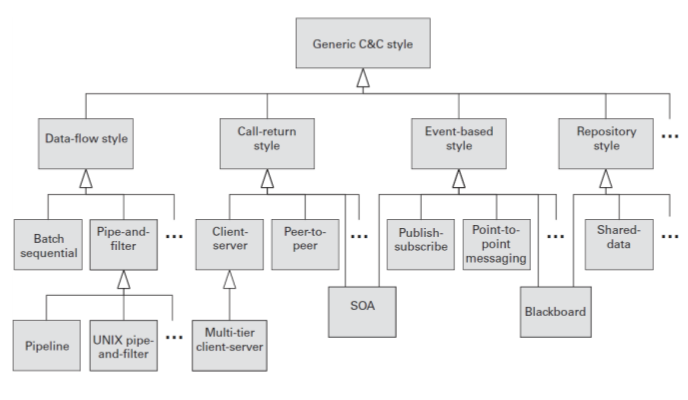 Generic C&C style
Data-flow style
Call-return
style
Event-based
style
Repository
style
...
Batch
sequential
Pipe-and-
filter
...
Client-
server
Peer-to-
peer
...
Publish-
subscribe
Point-to-
point
messaging
...
Shared-
data
...
SOA
Blackboard
Pipeline
UNIX pipe-
and-filter
...
Multi-tier
client-server